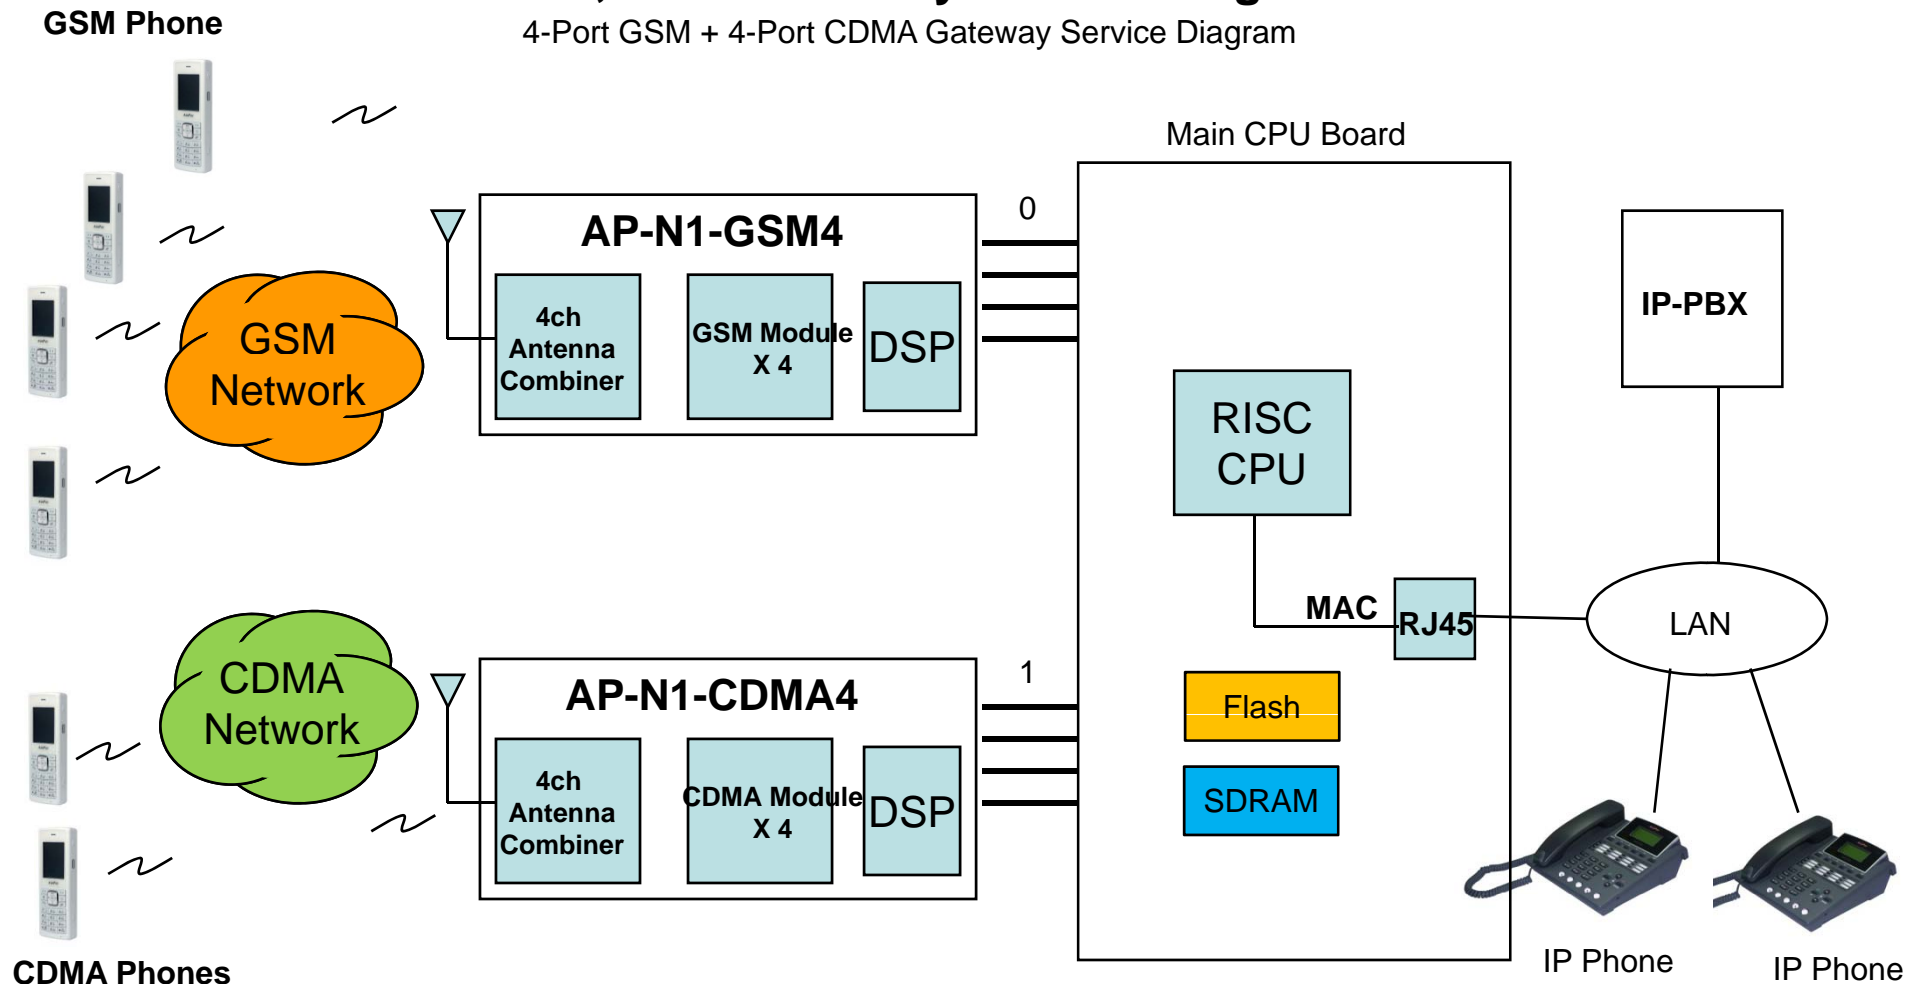 GSM Phone
4-Port GSM + 4-Port CDMA Gateway Service Diagram
Main CPU Board
0
AP-N1-GSM4
4ch
Antenna
Combiner
GSM Module
X 4
DSP
GSM
Network
IP-PBX
RISC
CPU
MAC
RJ45
LAN
1
AP-N1-CDMA4
4ch
Antenna
Combiner
CDMA Module
X 4
DSP
CDMA
Network
Flash
SDRAM
IP Phone
IP Phone
CDMA Phones